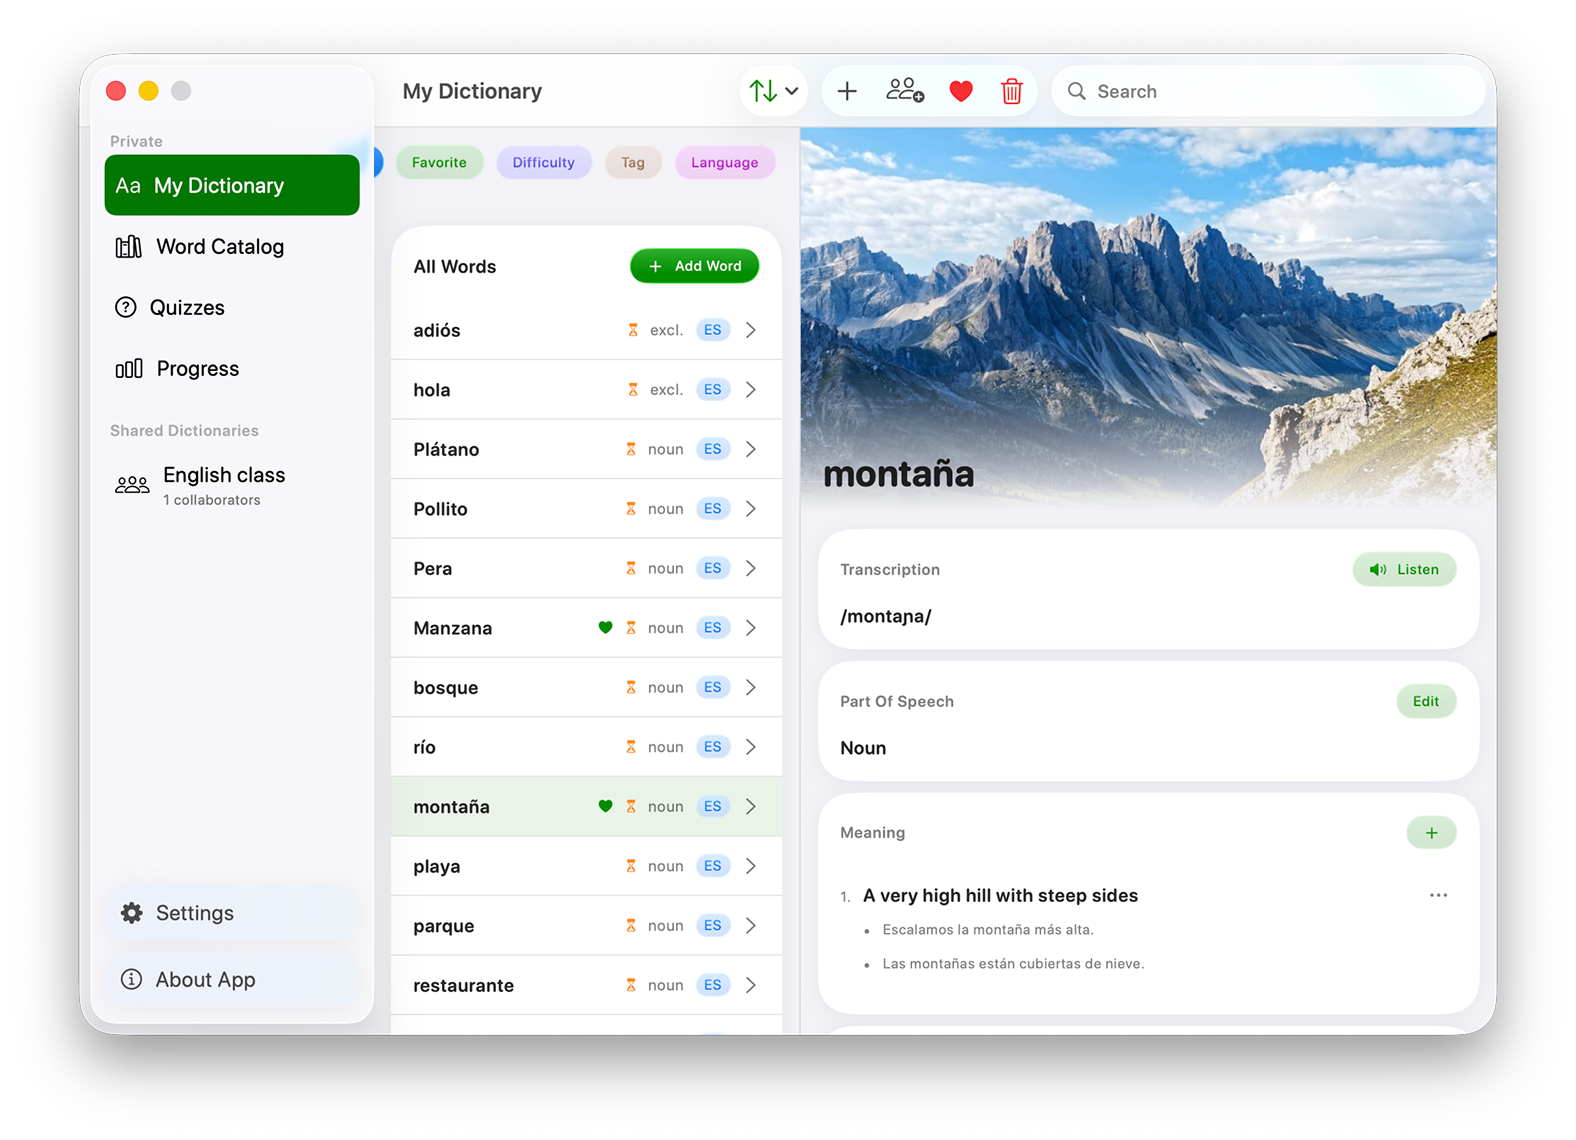 Private
Aa My Dictionary
Word Catalog
Quizzes
Progress
Shared Dictionaries
English class
1 collaborators
Settings
About App
My Dictionary
Search
Favorite
Difficulty
Tag
Language
All Words
+ Add Word
adiós excl. ES
hola excl. ES
Plátano noun ES
Pollito noun ES
Pera noun ES
Manzana noun ES
bosque noun ES
río noun ES
montaña noun ES
playa noun ES
parque noun ES
restaurante noun ES
montaña
Transcription
Listen
/montaɲa/
Part Of Speech
Edit
Noun
Meaning
+
1. A very high hill with steep sides
• Escalamos la montaña más alta.
• Las montañas están cubiertas de nieve.